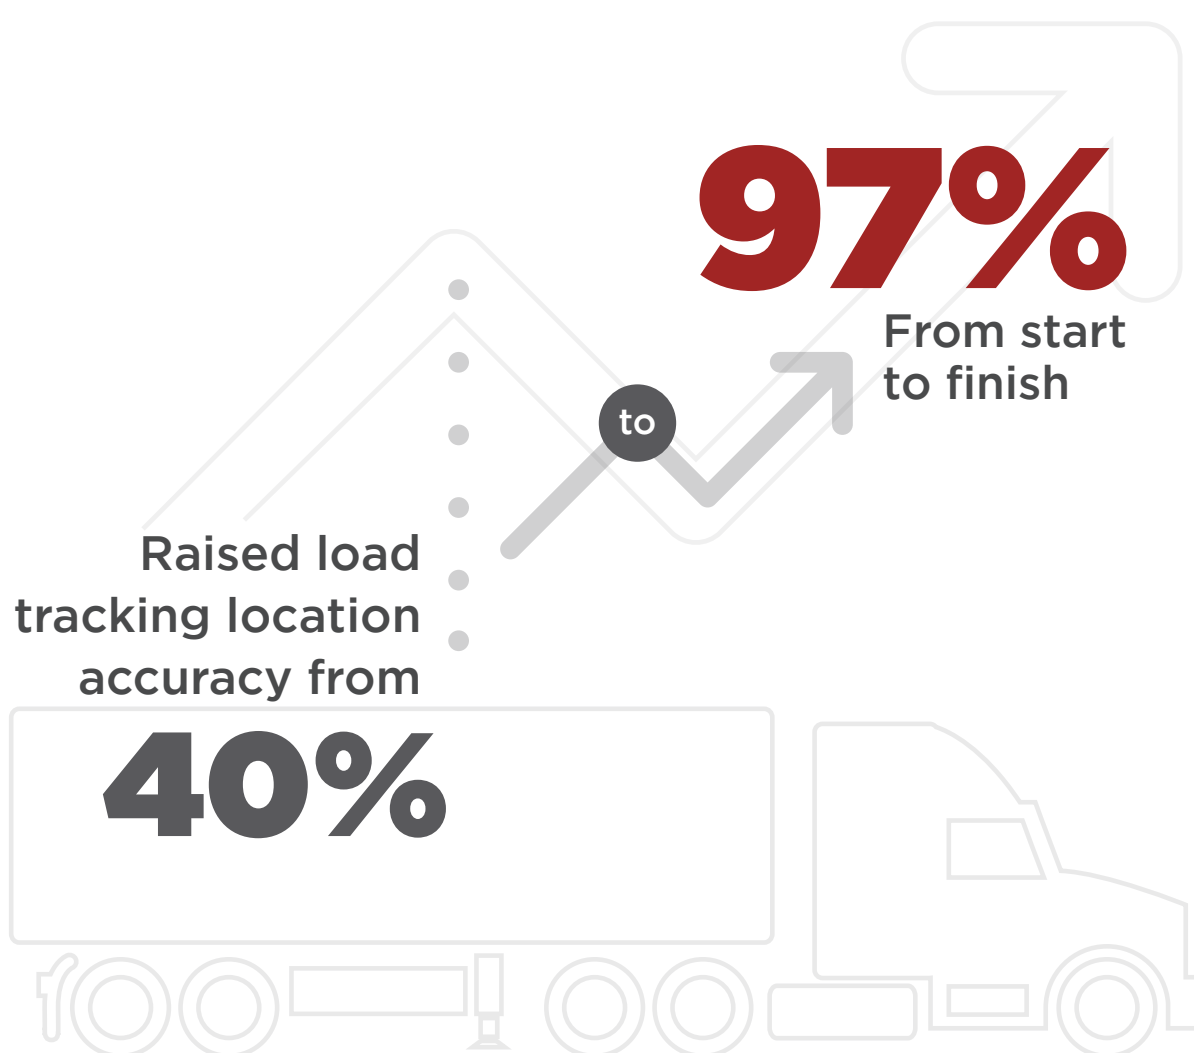 Raised load
tracking location
accuracy from
40%
to
97%
From start
to finish